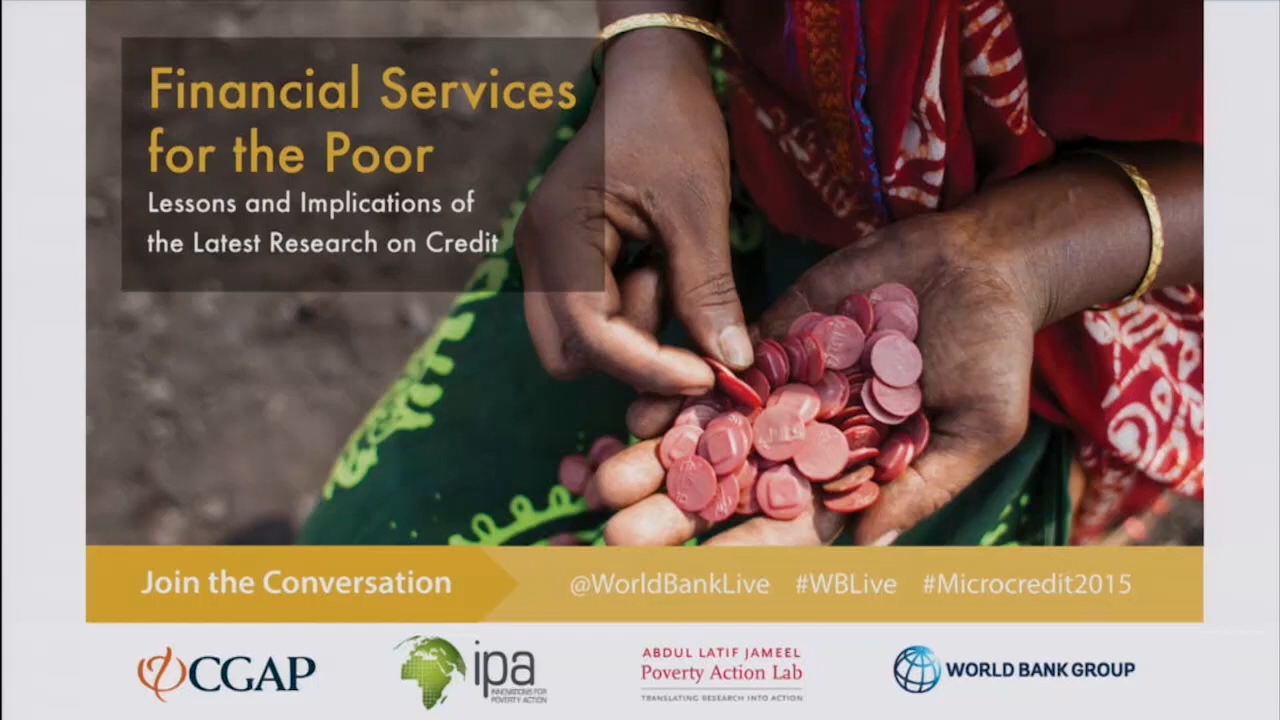 Financial Services
for the Poor
Lessons and Implications of
the Latest Research on Credit
Join the Conversation
@WorldBankLive #WBLive #Microcredit2015
CGAP
ipa
INNOVATIONS FOR
POVERTY ACTION
ABDUL LATIF JAMEEL
Poverty Action Lab
TRANSLATING RESEARCH INTO ACTION
WORLD BANK GROUP